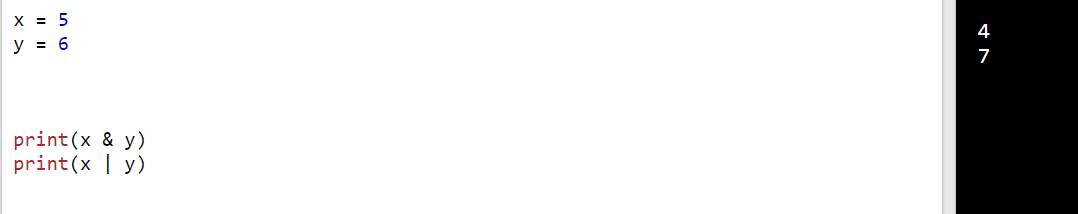 x = 5
y = 6
print(x & y)
print(x | y)
4
7